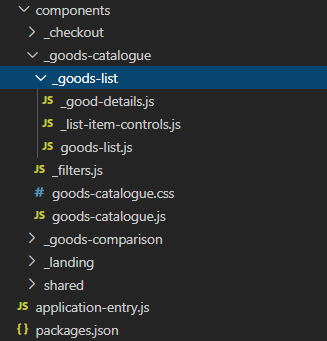 components
_checkout
_goods-catalogue
_goods-list
JS _good-details.js
JS _list-item-controls.js
JS goods-list.js
JS _filters.js
# goods-catalogue.css
JS goods-catalogue.js
_goods-comparison
_landing
shared
JS application-entry.js
{} packages.json